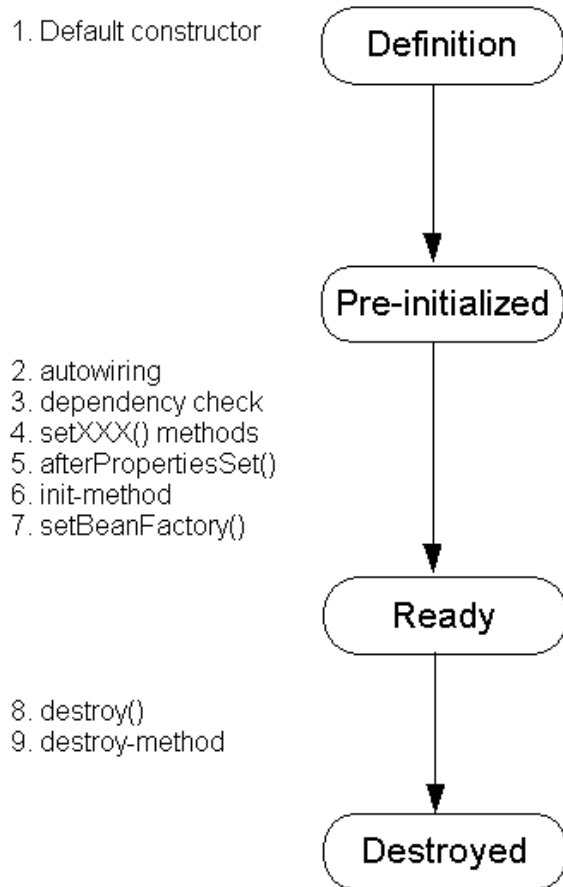 1. Default constructor
Definition
Pre-initialized
2. autowiring
3. dependency check
4. setXXX() methods
5. afterPropertiesSet()
6. init-method
7. setBeanFactory()
Ready
8. destroy()
9. destroy-method
Destroyed